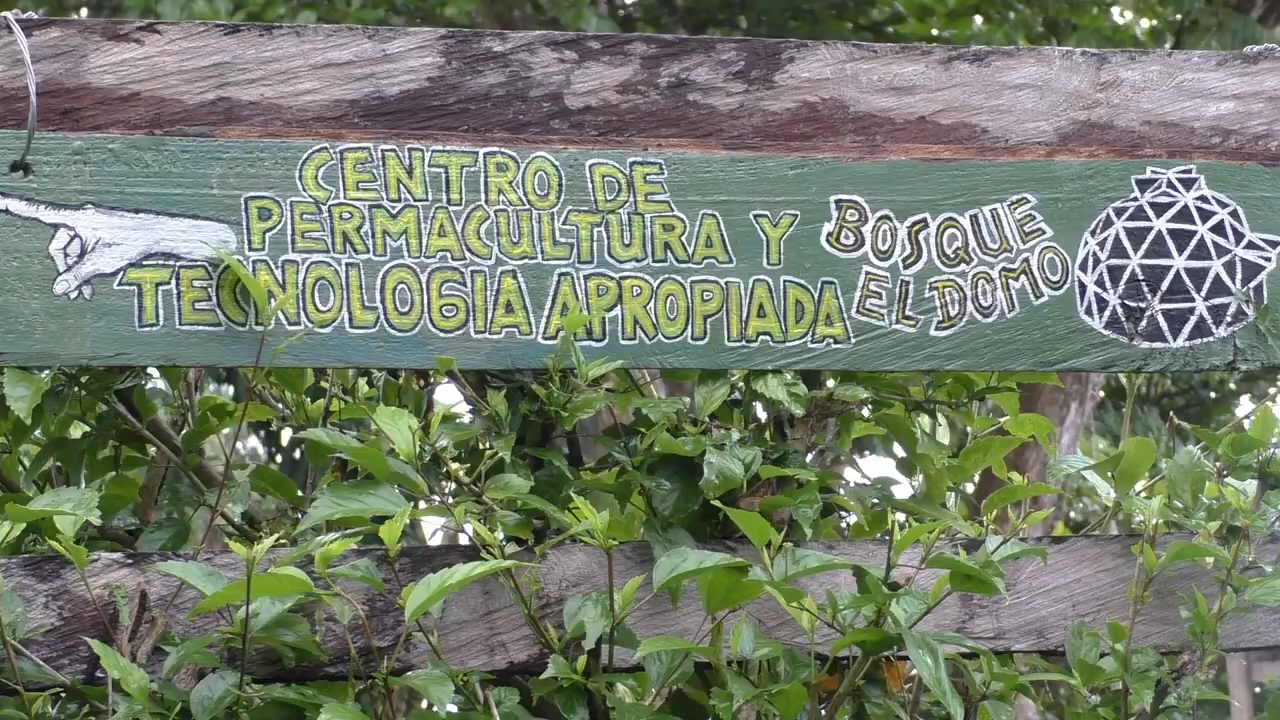 CENTRO DE
PERMACULTURA Y
TECNOLOGIA APROPIADA
BOSQUE
EL DOMO